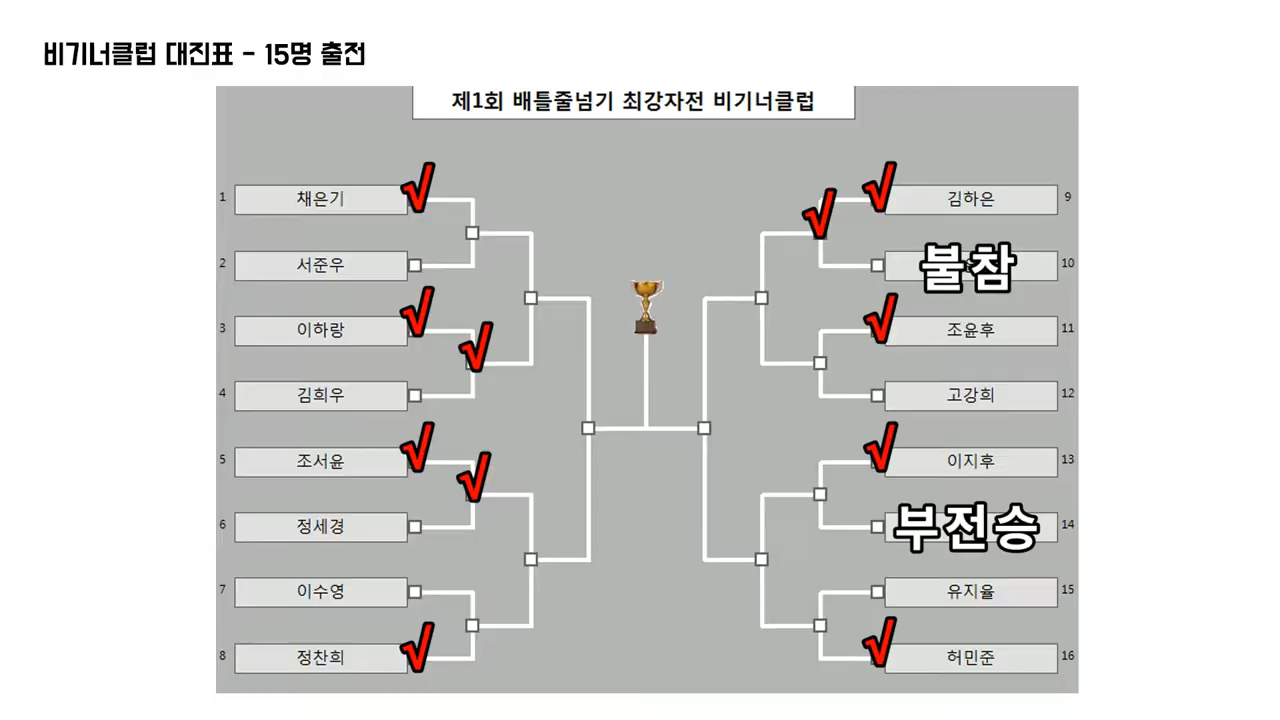 비기너클럽 대진표 - 15명 출전
제1회 배틀줄넘기 최강자전 비기너클럽
1 채은기
2 서준우
3 이하랑
4 김희우
5 조서윤
6 정세경
7 이수영
8 정찬희
김하은 9
불참 10
조윤후 11
고강희 12
이지후 13
부전승 14
유지율 15
허민준 16